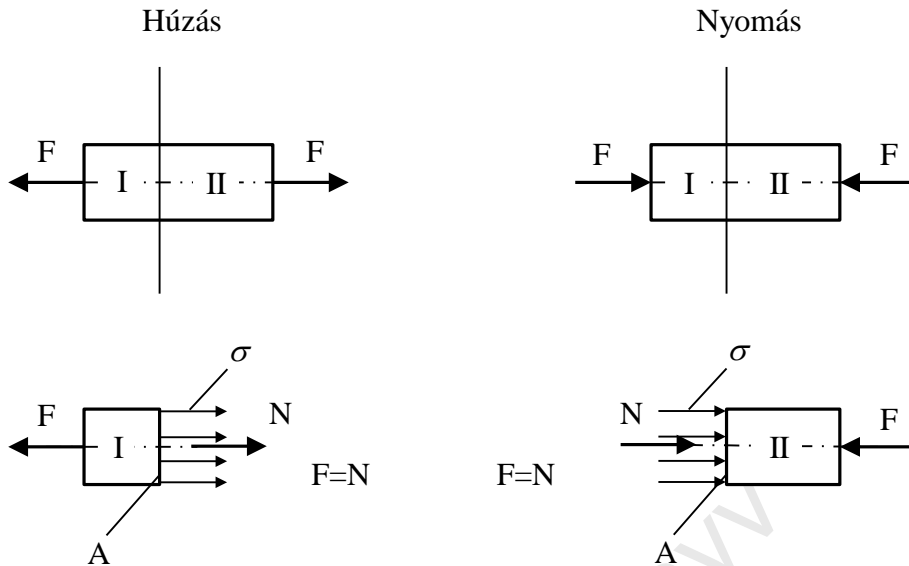 Húzás Nyomás
F I II F F I II F
σ σ
F I N F=N F=N N II F
A A